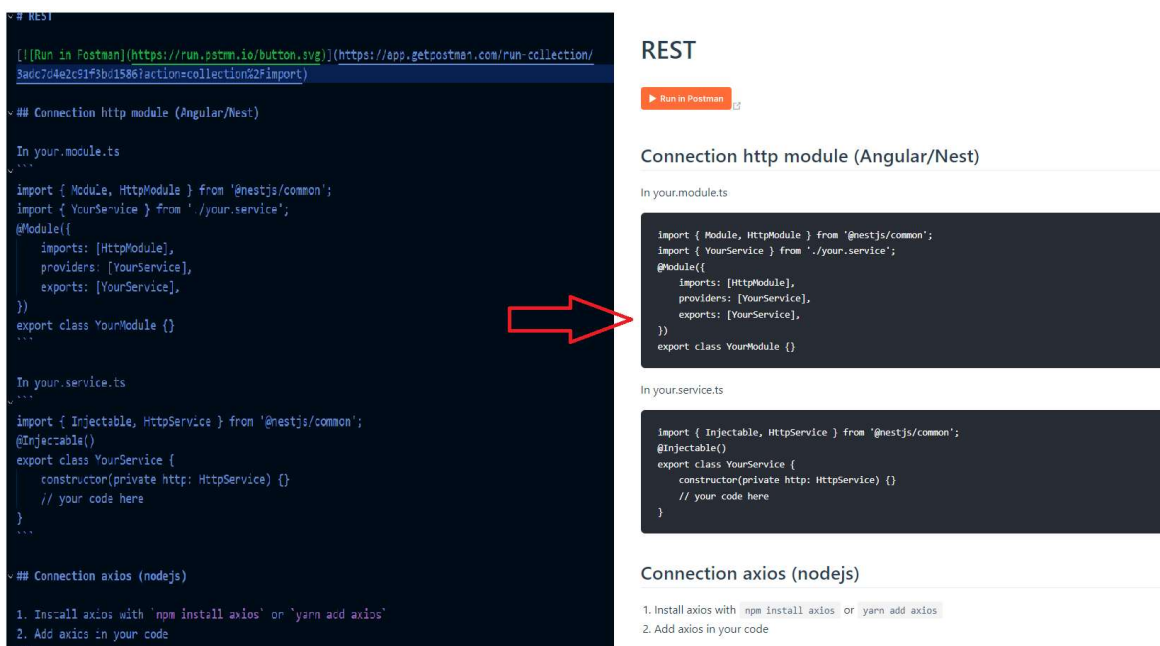 # REST
[![Run in Postman](https://run.pstmn.io/button.svg)](https://app.getpostman.com/run-collection/
3adc7d4e2c91f3bd1586?action=collection%2Fimport)
## Connection http module (Angular/Nest)
In your.module.ts
```
import { Module, HttpModule } from '@nestjs/common';
import { YourService } from './your.service';
@Module({
imports: [HttpModule],
providers: [YourService],
exports: [YourService],
})
export class YourModule {}
```
In your.service.ts
```
import { Injectable, HttpService } from '@nestjs/common';
@Injectable()
export class YourService {
constructor(private http: HttpService) {}
// your code here
}
```
## Connection axios (nodejs)
1. Install axios with `npm install axios` or `yarn add axios`
2. Add axios in your code
REST
Run in Postman
Connection http module (Angular/Nest)
In your.module.ts
import { Module, HttpModule } from '@nestjs/common';
import { YourService } from './your.service';
@Module({
imports: [HttpModule],
providers: [YourService],
exports: [YourService],
})
export class YourModule {}
In your.service.ts
import { Injectable, HttpService } from '@nestjs/common';
@Injectable()
export class YourService {
constructor(private http: HttpService) {}
// your code here
}
Connection axios (nodejs)
1. Install axios with npm install axios or yarn add axios
2. Add axios in your code